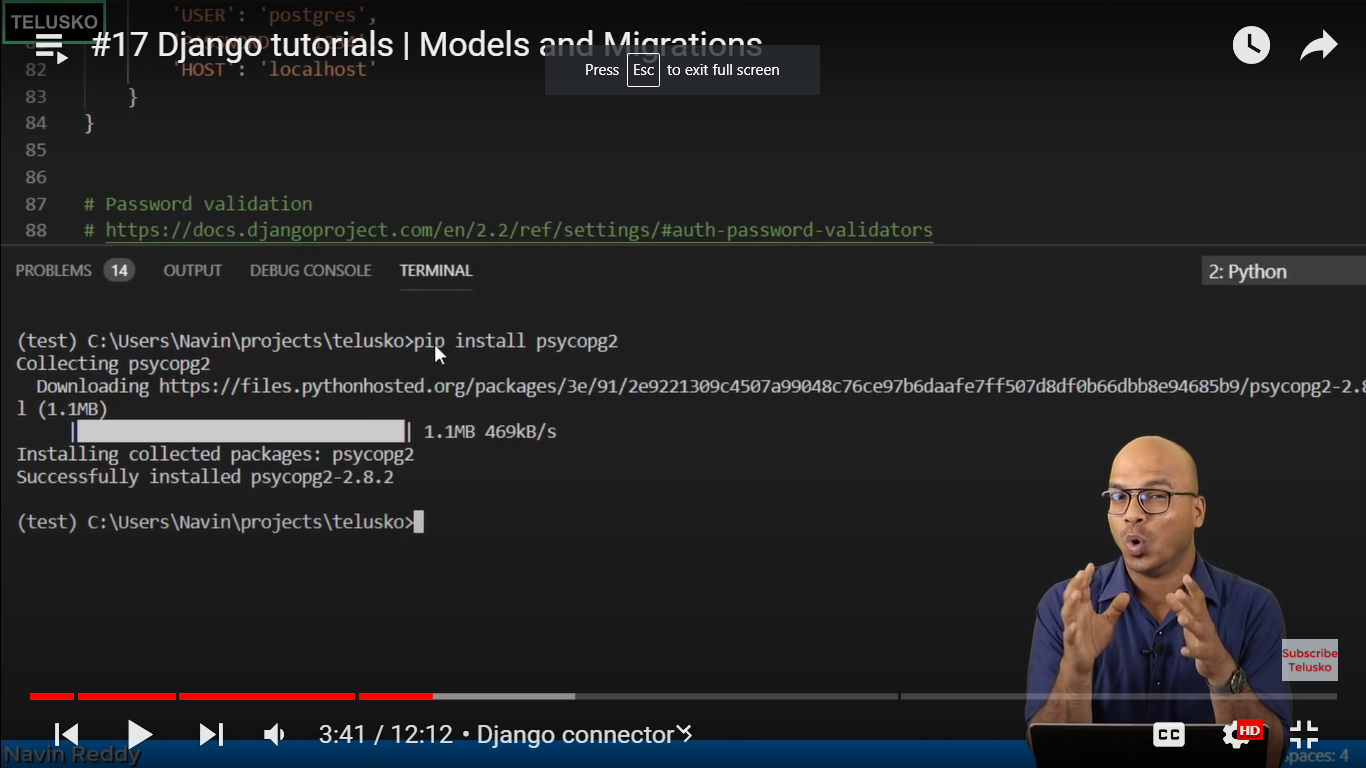 TELUSKO
'USER': 'postgres',
#17 Django tutorials | Models and Migrations
82 'HOST': 'localhost'
Press Esc to exit full screen
83 }
84 }
85
86
87 # Password validation
88 # https://docs.djangoproject.com/en/2.2/ref/settings/#auth-password-validators
PROBLEMS 14 OUTPUT DEBUG CONSOLE TERMINAL 2: Python
(test) C:\Users\Navin\projects\telusko>pip install psycopg2
Collecting psycopg2
Downloading https://files.pythonhosted.org/packages/3e/91/2e9221309c4507a99048c76ce97b6daafe7ff507d8df0b66dbb8e94685b9/psycopg2-2.8
l (1.1MB)
| | 1.1MB 469kB/s
Installing collected packages: psycopg2
Successfully installed psycopg2-2.8.2
(test) C:\Users\Navin\projects\telusko>
Subscribe
Telusko
3:41 / 12:12 • Django connector
CC
HD
Navin Reddy
paces: 4